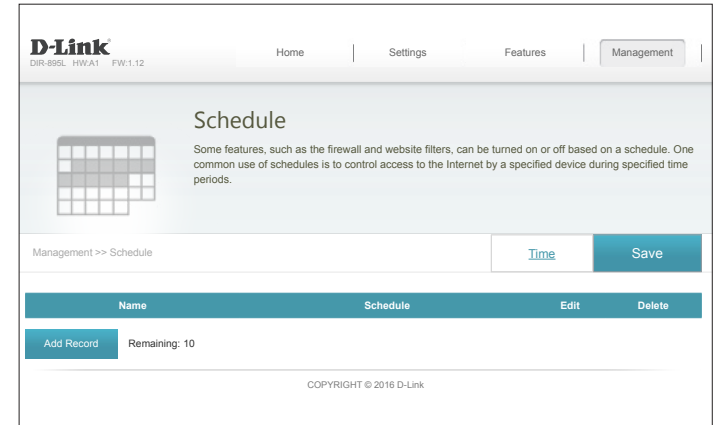 D-Link
DIR-895L HW:A1 FW:1.12
Home
Settings
Features
Management
Schedule
Some features, such as the firewall and website filters, can be turned on or off based on a schedule. One
common use of schedules is to control access to the Internet by a specified device during specified time
periods.
Management >> Schedule
Time
Save
Name
Schedule
Edit
Delete
Add Record
Remaining: 10
COPYRIGHT © 2016 D-Link